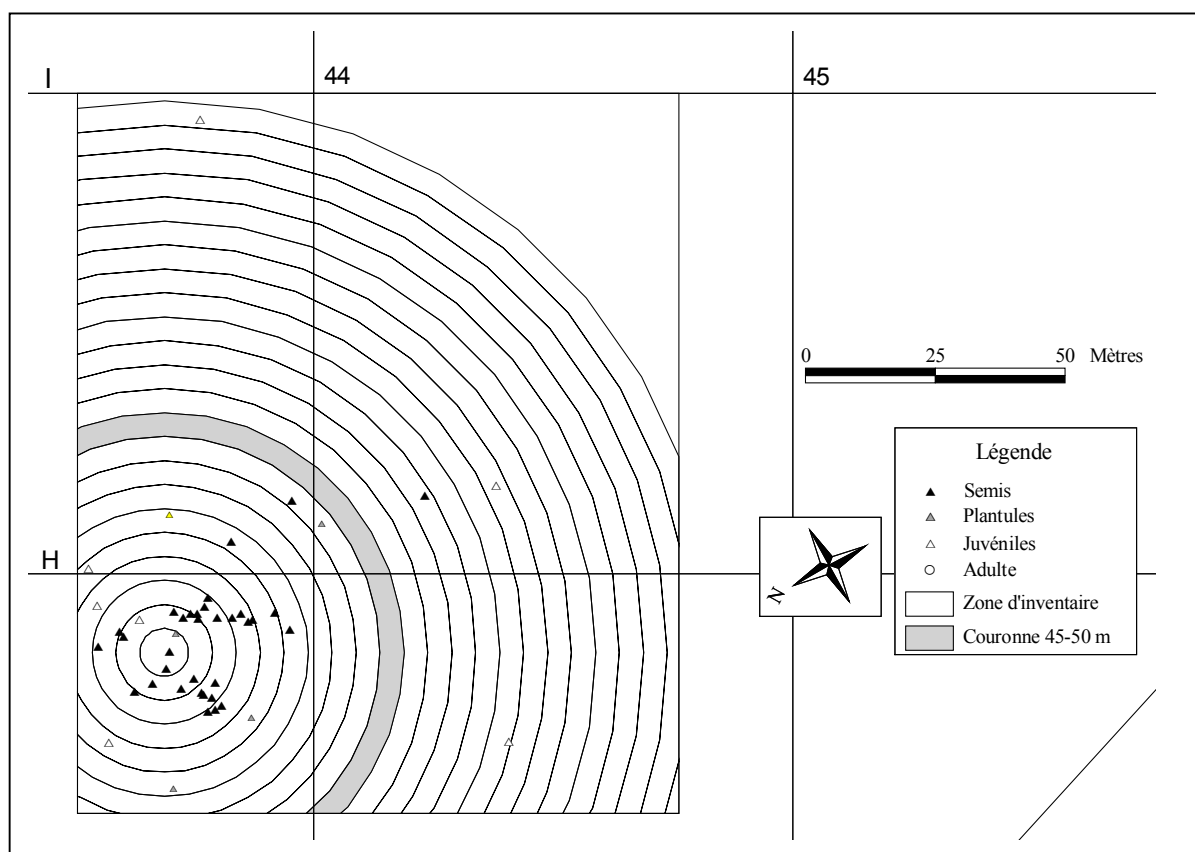 44
45
I
0 25 50 Mètres
Légende
Semis
Plantules
Juvéniles
H
Adulte
N
Zone d'inventaire
Couronne 45-50 m